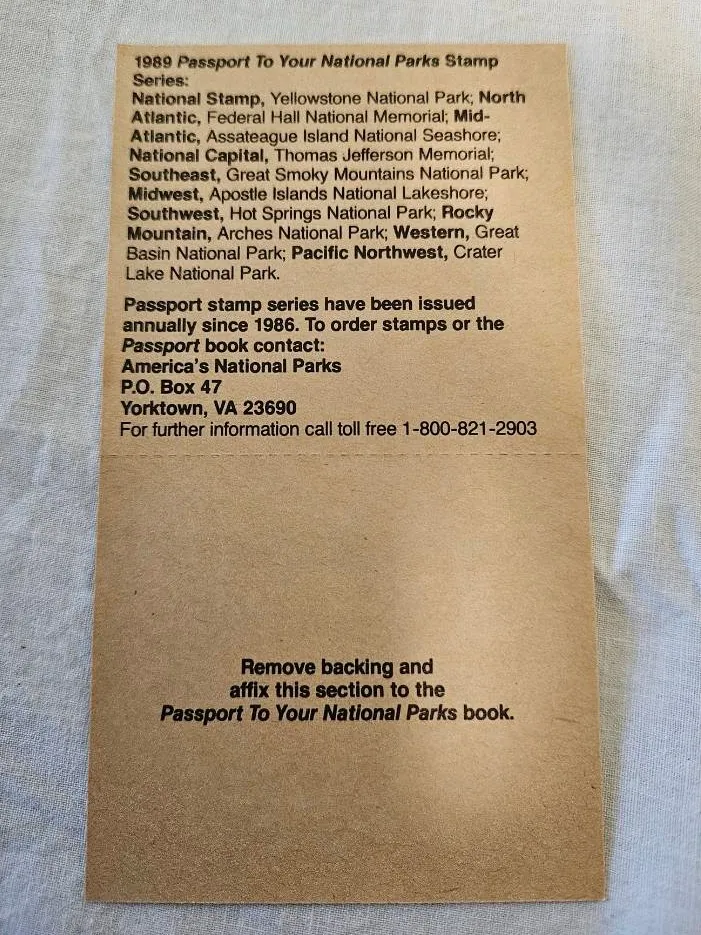 1989 Passport To Your National Parks Stamp
Series:
National Stamp, Yellowstone National Park; North
Atlantic, Federal Hall National Memorial; Mid-
Atlantic, Assateague Island National Seashore;
National Capital, Thomas Jefferson Memorial;
Southeast, Great Smoky Mountains National Park;
Midwest, Apostle Islands National Lakeshore;
Southwest, Hot Springs National Park; Rocky
Mountain, Arches National Park; Western, Great
Basin National Park; Pacific Northwest, Crater
Lake National Park.
Passport stamp series have been issued
annually since 1986. To order stamps or the
Passport book contact:
America's National Parks
P.O. Box 47
Yorktown, VA 23690
For further information call toll free 1-800-821-2903
Remove backing and
affix this section to the
Passport To Your National Parks book.